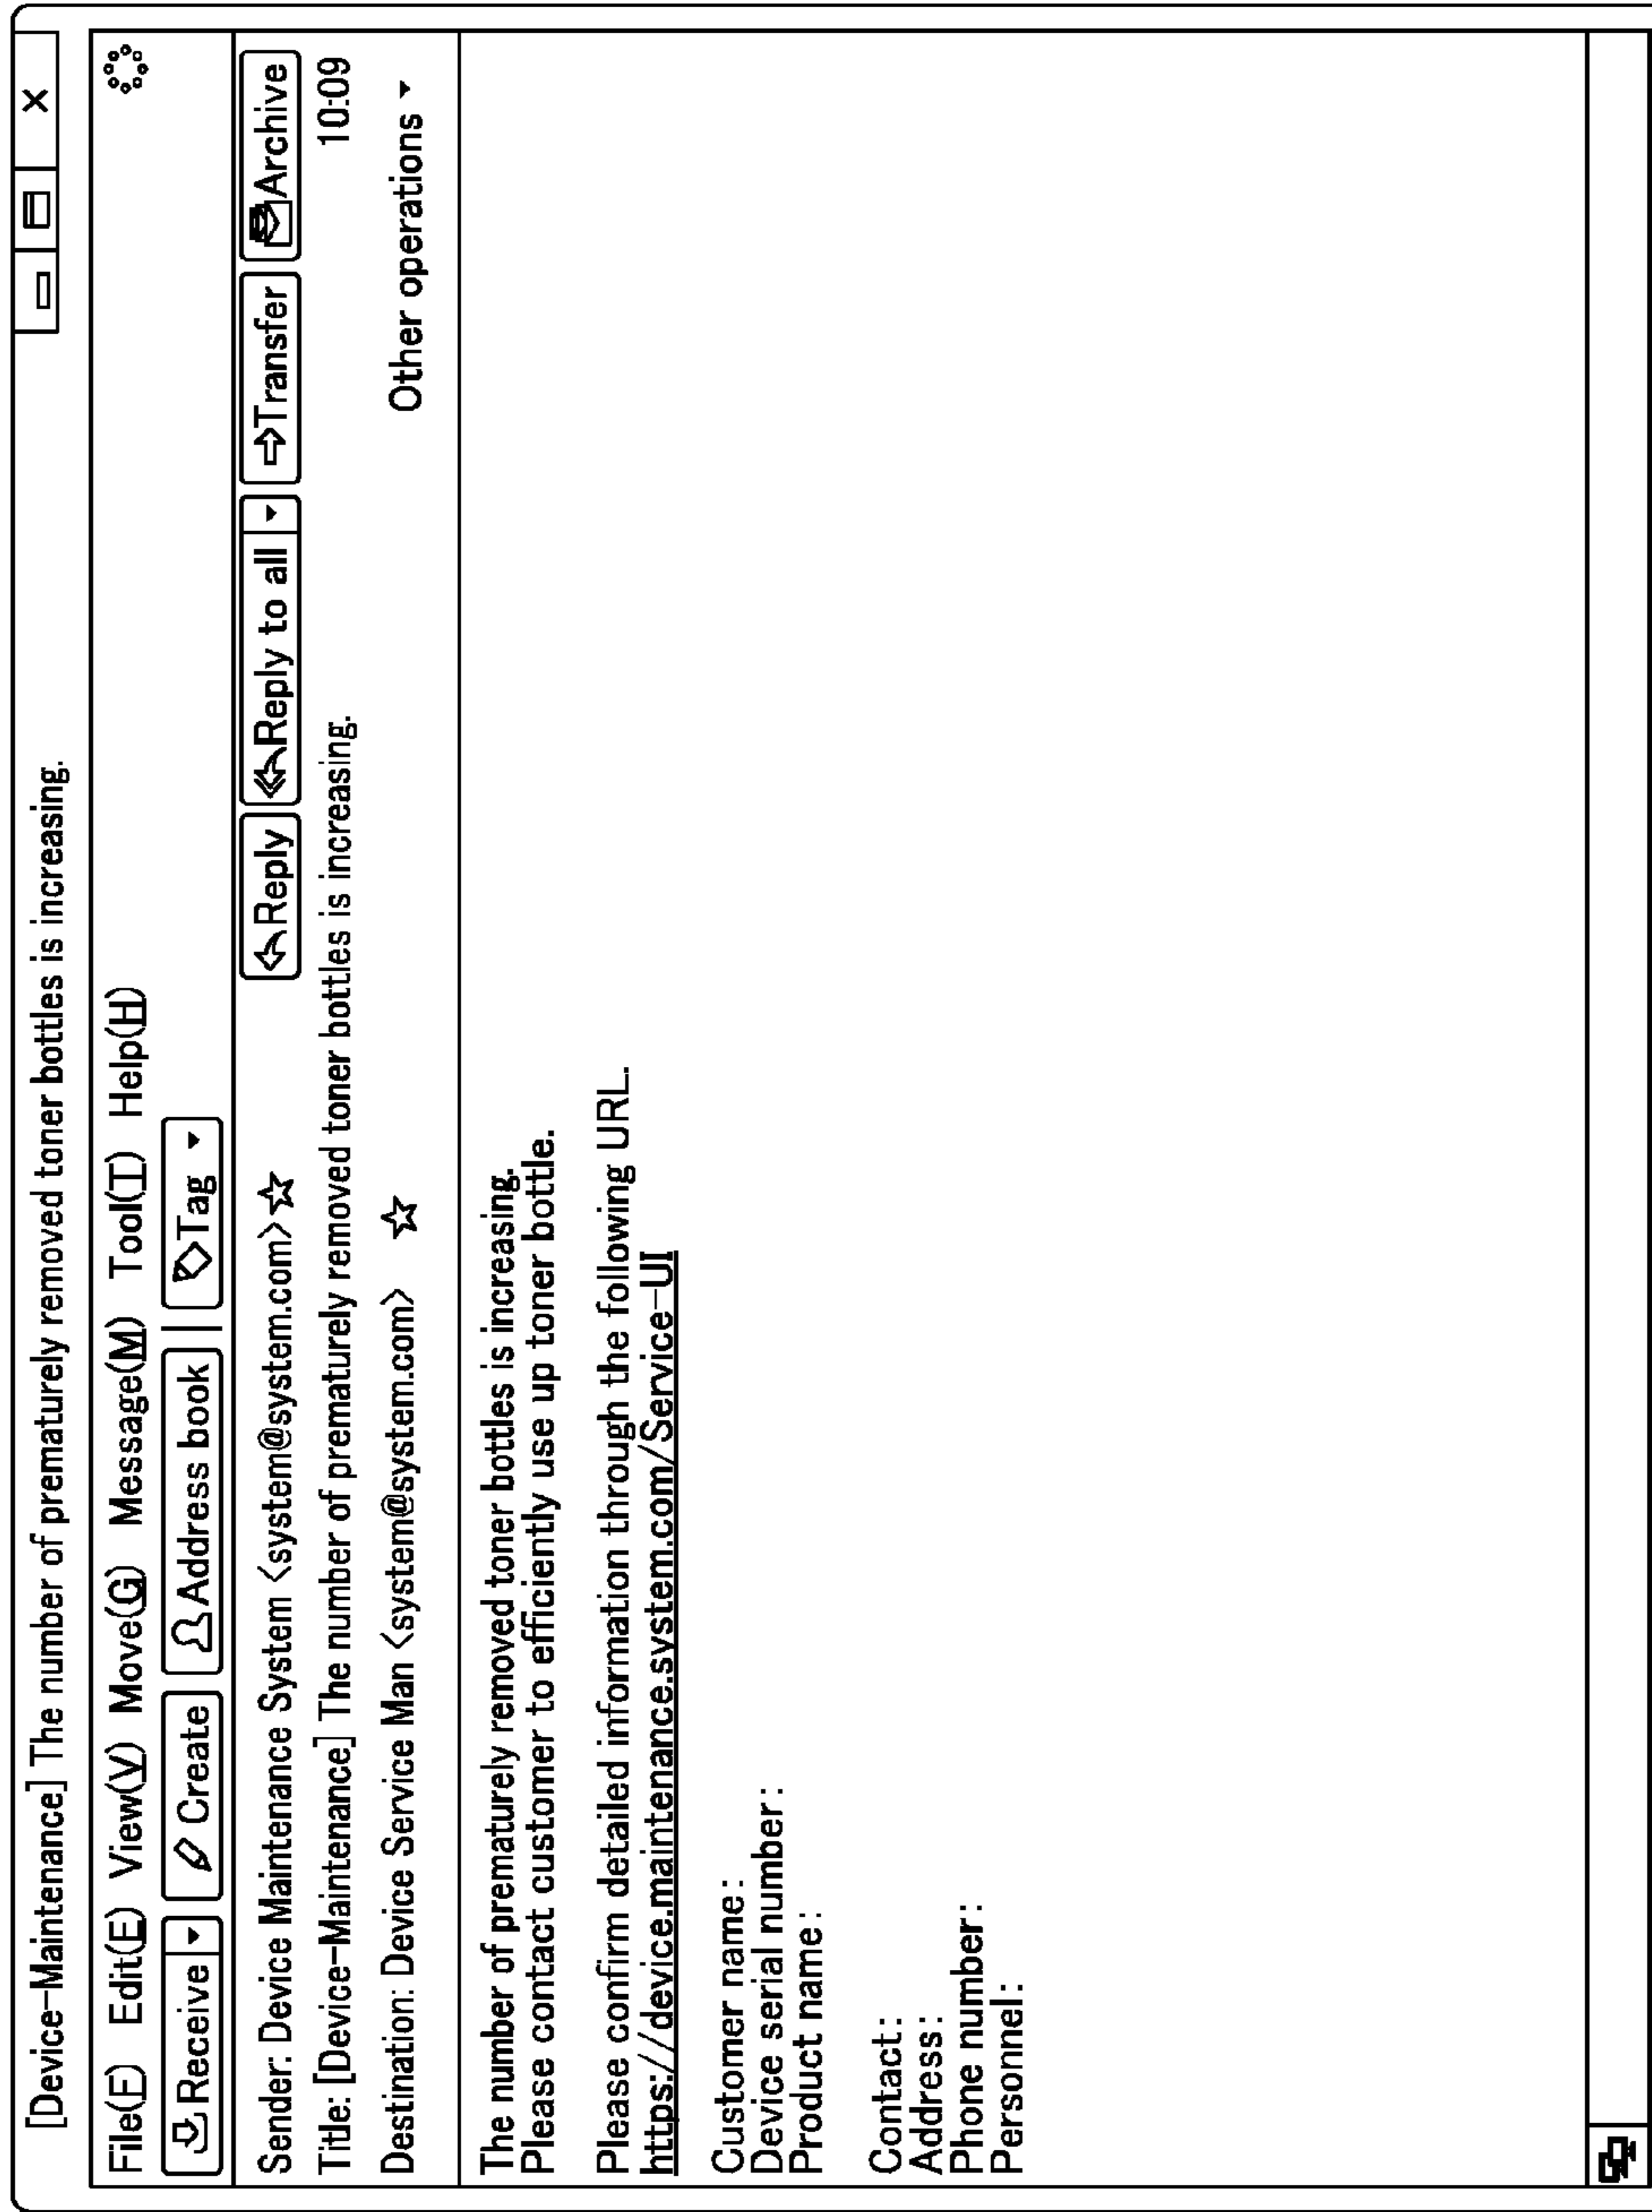 [Device-Maintenance] The number of prematurely removed toner bottles is increasing.
File(F) Edit(E) View(V) Move(G) Message(M) Tool(T) Help(H)
Receive Create Address book Tag
Sender: Device Maintenance System <system@system.com> Reply Reply to all Transfer Archive
Title: [Device-Maintenance] The number of prematurely removed toner bottles is increasing. 10:09
Destination: Device Service Man <system@system.com> Other operations
The number of prematurely removed toner bottles is increasing.
Please contact customer to efficiently use up toner bottle.
Please confirm detailed information through the following URL.
https://device.maintenance.system.com/Service-UI
Customer name:
Device serial number:
Product name:
Contact:
Address:
Phone number:
Personnel: